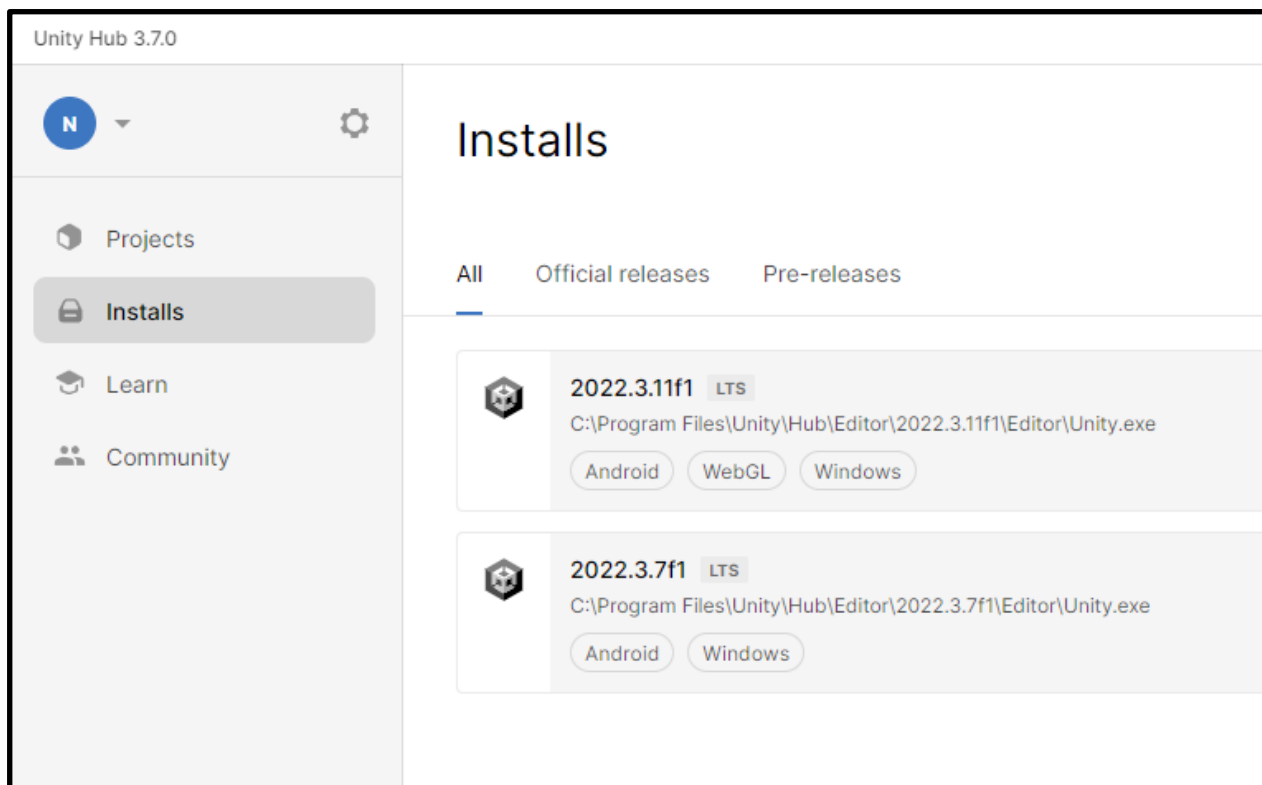 Unity Hub 3.7.0
N
Projects
Installs
Learn
Community
Installs
All Official releases Pre-releases
2022.3.11f1 LTS
C:\Program Files\Unity\Hub\Editor\2022.3.11f1\Editor\Unity.exe
Android WebGL Windows
2022.3.7f1 LTS
C:\Program Files\Unity\Hub\Editor\2022.3.7f1\Editor\Unity.exe
Android Windows